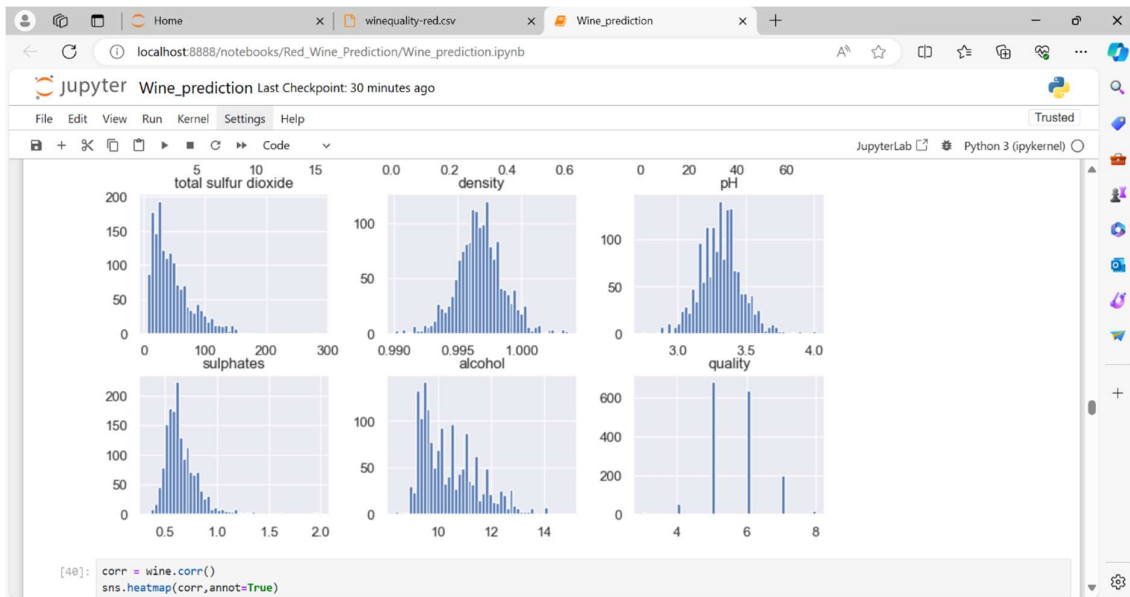 Home
winequality-red.csv
Wine_prediction
localhost:8888/notebooks/Red_Wine_Prediction/Wine_prediction.ipynb
jupyter Wine_prediction Last Checkpoint: 30 minutes ago
File Edit View Run Kernel Settings Help
Trusted
Code
JupyterLab
Python 3 (ipykernel)
5 10 15
0.0 0.2 0.4 0.6
0 20 40 60
total sulfur dioxide
200
150
100
50
0
0 100 200 300
density
100
50
0
0.990 0.995 1.000
pH
100
50
0
3.0 3.5 4.0
sulphates
200
150
100
50
0
0.5 1.0 1.5 2.0
alcohol
100
50
0
10 12 14
quality
600
400
200
0
4 6 8
[40]: corr = wine.corr()
sns.heatmap(corr,annot=True)